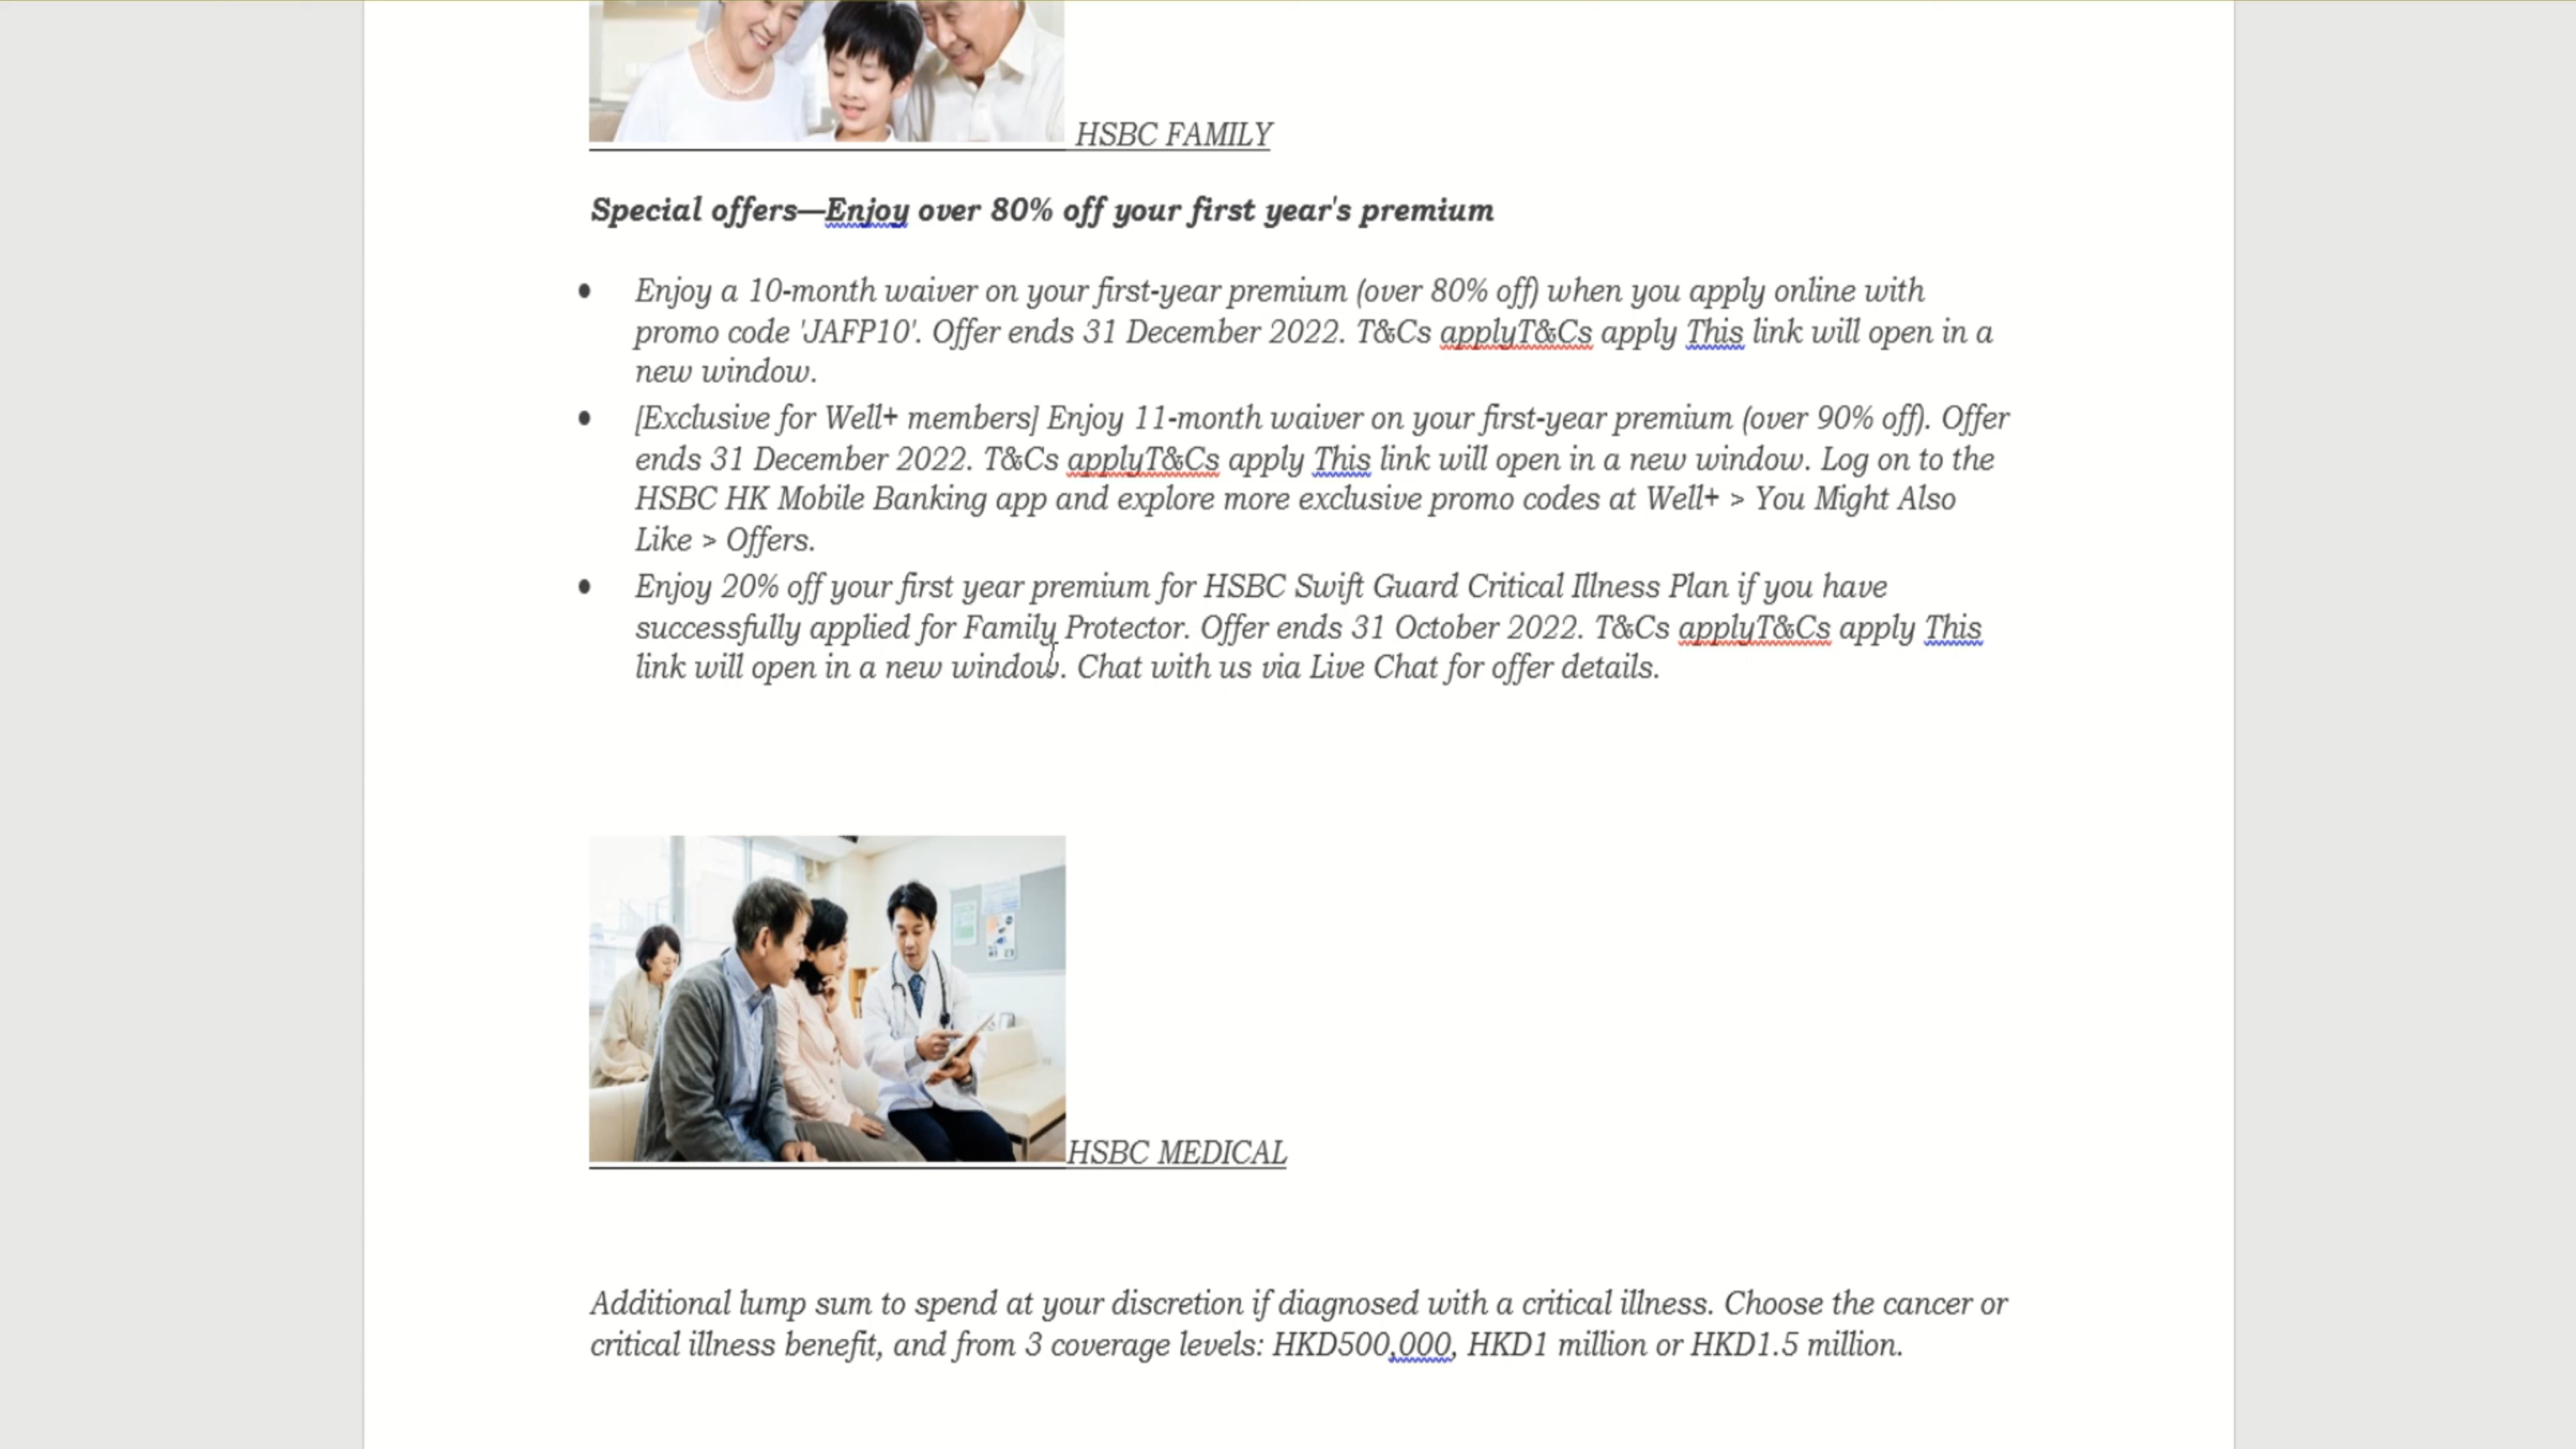 HSBC FAMILY
Special offers—Enjoy over 80% off your first year's premium
• Enjoy a 10-month waiver on your first-year premium (over 80% off) when you apply online with
promo code 'JAFP10'. Offer ends 31 December 2022. T&Cs applyT&Cs apply This link will open in a
new window.
• [Exclusive for Well+ members] Enjoy 11-month waiver on your first-year premium (over 90% off). Offer
ends 31 December 2022. T&Cs applyT&Cs apply This link will open in a new window. Log on to the
HSBC HK Mobile Banking app and explore more exclusive promo codes at Well+ > You Might Also
Like > Offers.
• Enjoy 20% off your first year premium for HSBC Swift Guard Critical Illness Plan if you have
successfully applied for Family Protector. Offer ends 31 October 2022. T&Cs applyT&Cs apply This
link will open in a new window. Chat with us via Live Chat for offer details.
HSBC MEDICAL
Additional lump sum to spend at your discretion if diagnosed with a critical illness. Choose the cancer or
critical illness benefit, and from 3 coverage levels: HKD500,000, HKD1 million or HKD1.5 million.